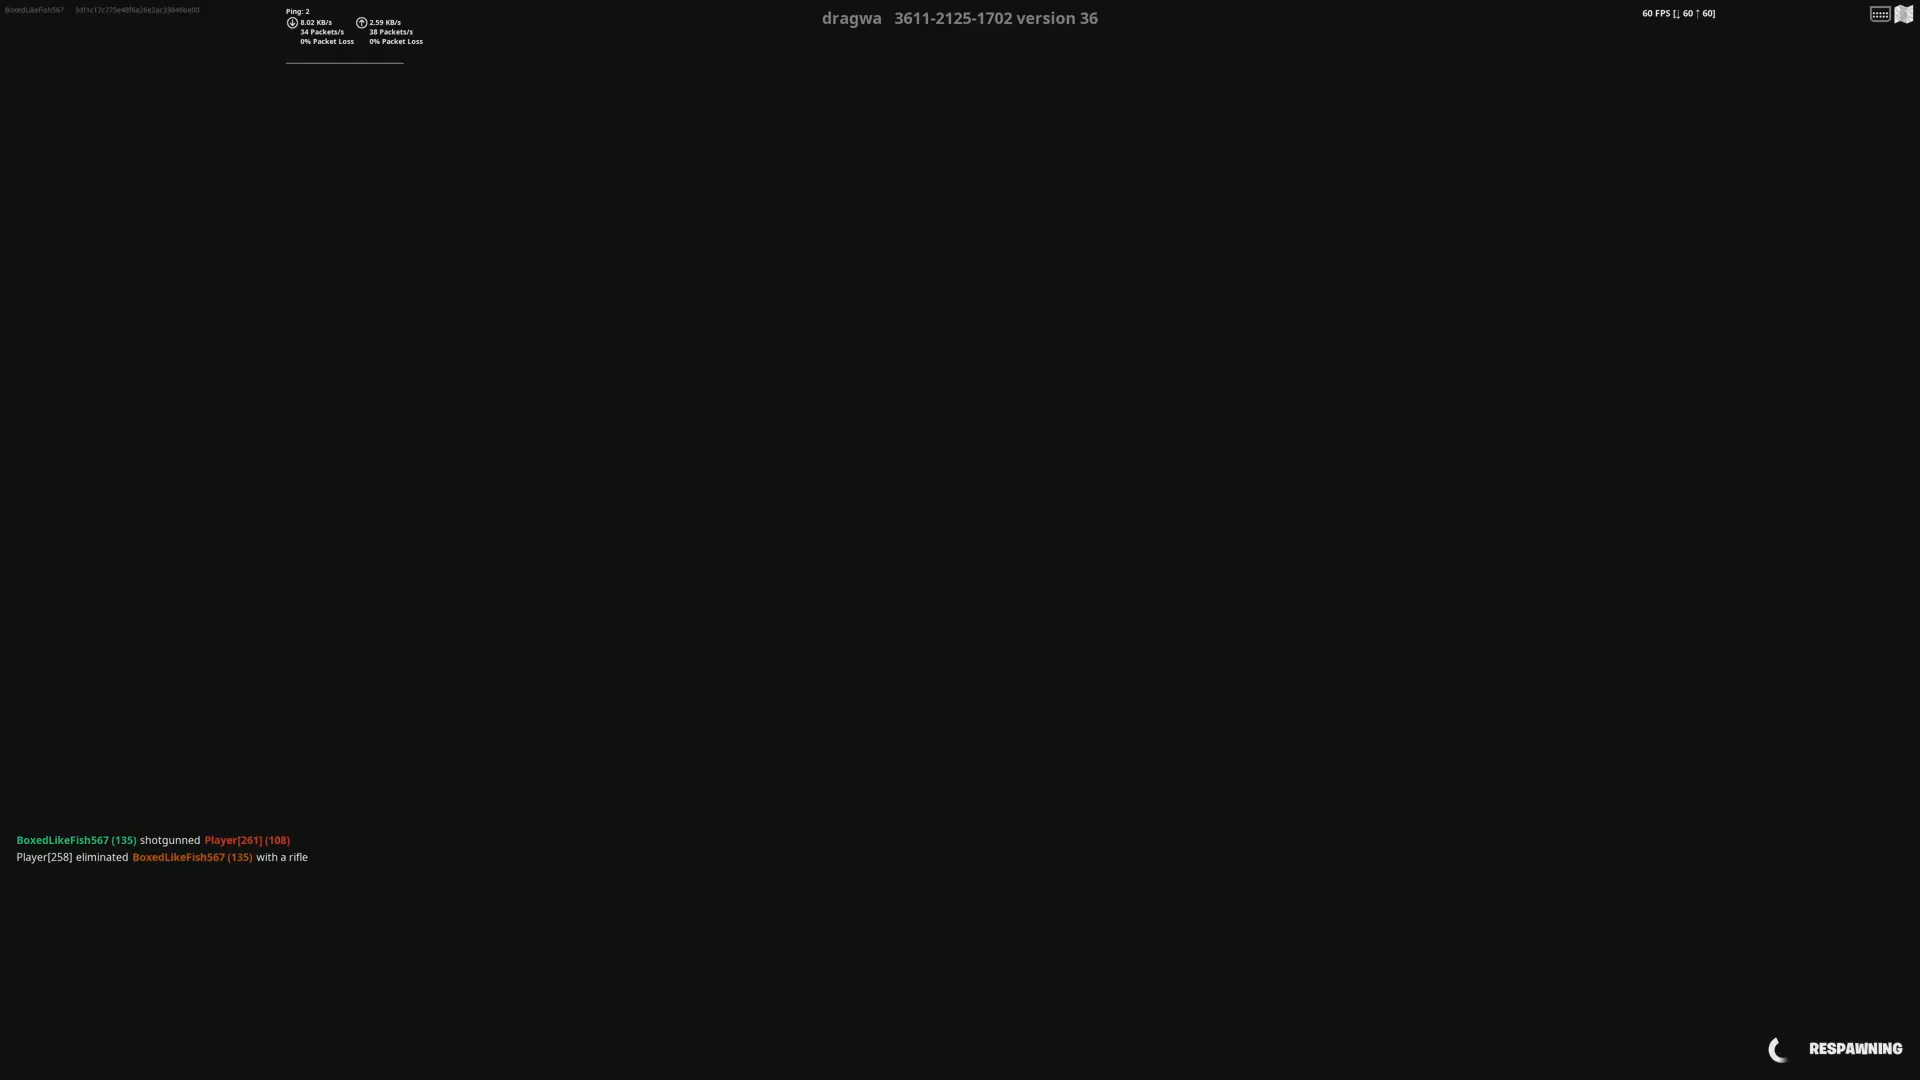 BoxedLikeFish567
Ping: 2
8.02 KB/s 2.59 KB/s
34 Packets/s 38 Packets/s
0% Packet Loss 0% Packet Loss
dragwa 3611-2125-1702 version 36
60 FPS [↓ 60 ↑ 60]
BoxedLikeFish567 (135) shotgunned Player[261] (108)
Player[258] eliminated BoxedLikeFish567 (135) with a rifle
RESPAWNING